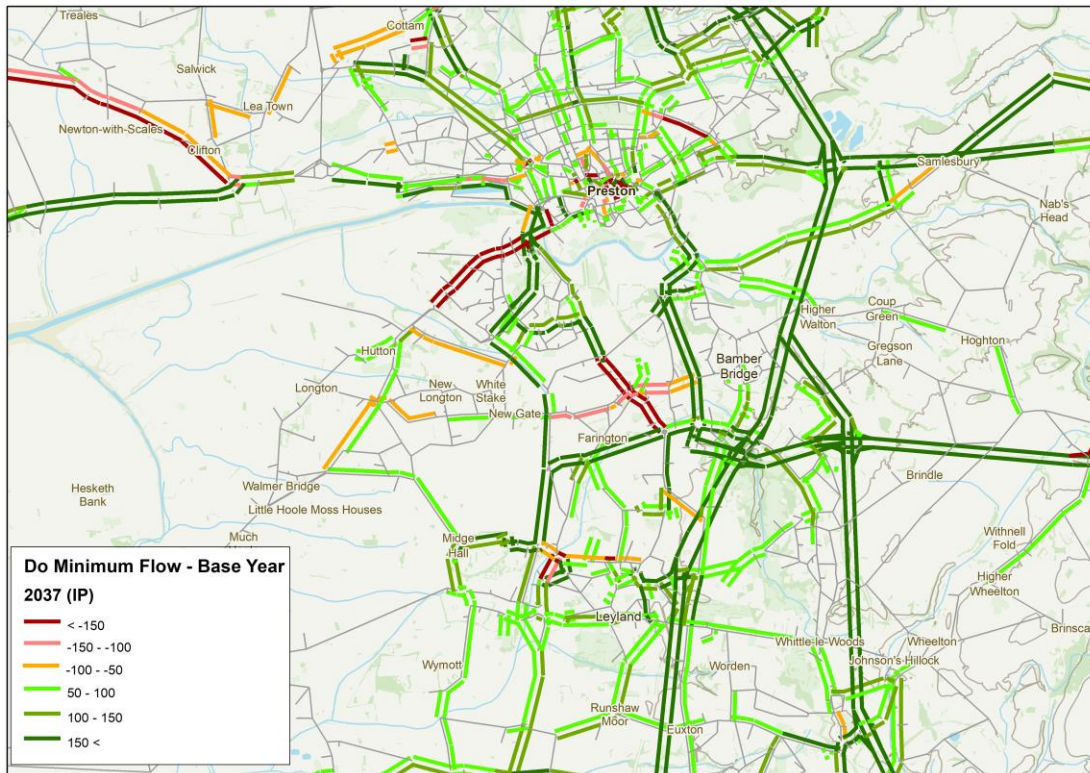 Treales
Cottam
Salwick
Lea Town
Newton-with-Scales
Clifton
Samlesbury
Preston
Nab's
Head
Higher
Walton
Coup
Green
Hoghton
Gregson
Lane
Hutton
Bamber
Bridge
Longton
New
Longton
White
Stake
New Gate
Farington
Brindle
Walmer Bridge
Hesketh
Bank
Little Hoole Moss Houses
Withnell
Fold
Much
Midge
Hall
Higher
Wheelton
Leyland
Brinsca
Whittle-le-Woods
Wheelton
Johnson's Hillock
Wymott
Worden
Runshaw
Moor
Euxton
Do Minimum Flow - Base Year
2037 (IP)
< -150
-150 - -100
-100 - -50
50 - 100
100 - 150
150 <